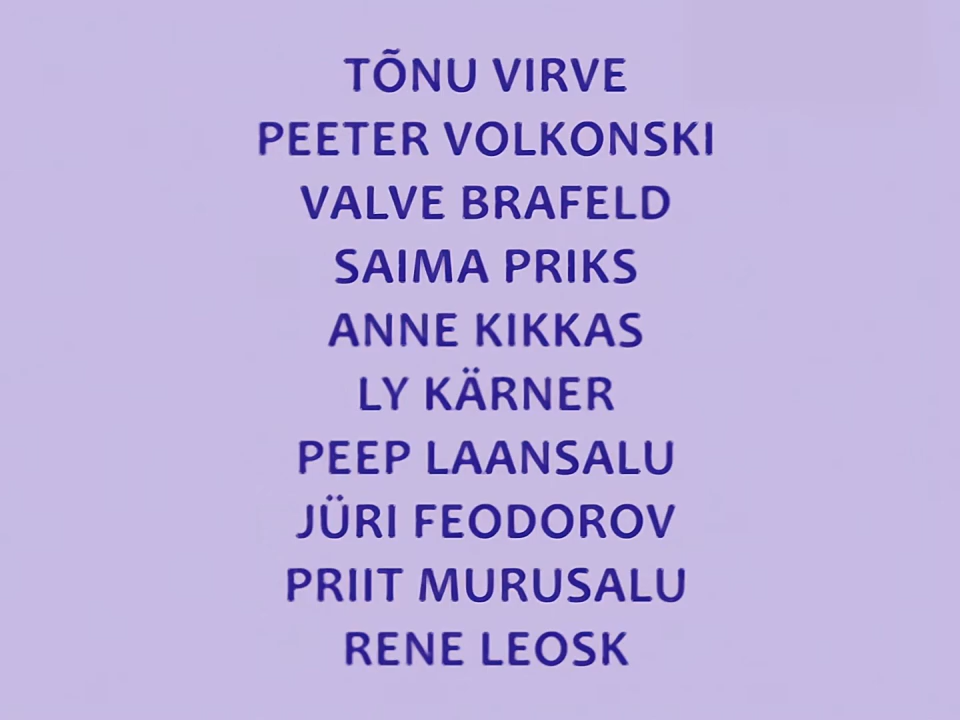 TÕNU VIRVE
PEETER VOLKONSKI
VALVE BRAFELD
SAIMA PRIKS
ANNE KIKKAS
LY KÄRNER
PEEP LAANSALU
JÜRI FEODOROV
PRIIT MURUSALU
RENE LEOSK